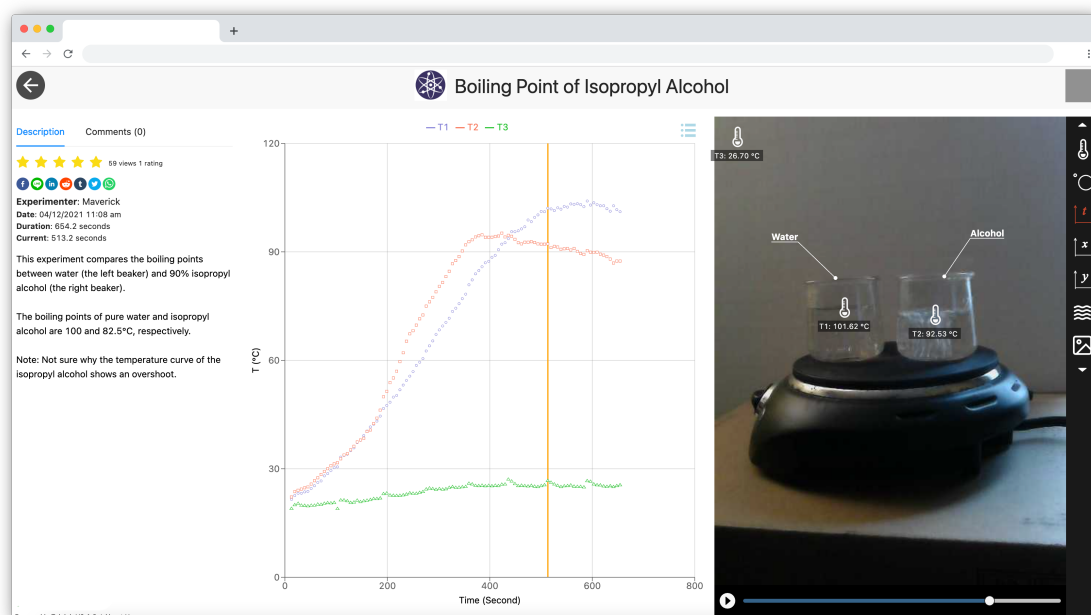 Boiling Point of Isopropyl Alcohol
Description Comments (0)
59 views 1 rating
Experimenter: Maverick
Date: 04/12/2021 11:08 am
Duration: 654.2 seconds
Current: 513.2 seconds
This experiment compares the boiling points
between water (the left beaker) and 90% isopropyl
alcohol (the right beaker).
The boiling points of pure water and isopropyl
alcohol are 100 and 82.5°C, respectively.
Note: Not sure why the temperature curve of the
isopropyl alcohol shows an overshoot.
T1 T2 T3
120
90
60
30
0
T (°C)
0 200 400 600 800
Time (Second)
T3: 26.70 °C
Water
Alcohol
T1: 101.62 °C
T2: 92.53 °C
t
x
y